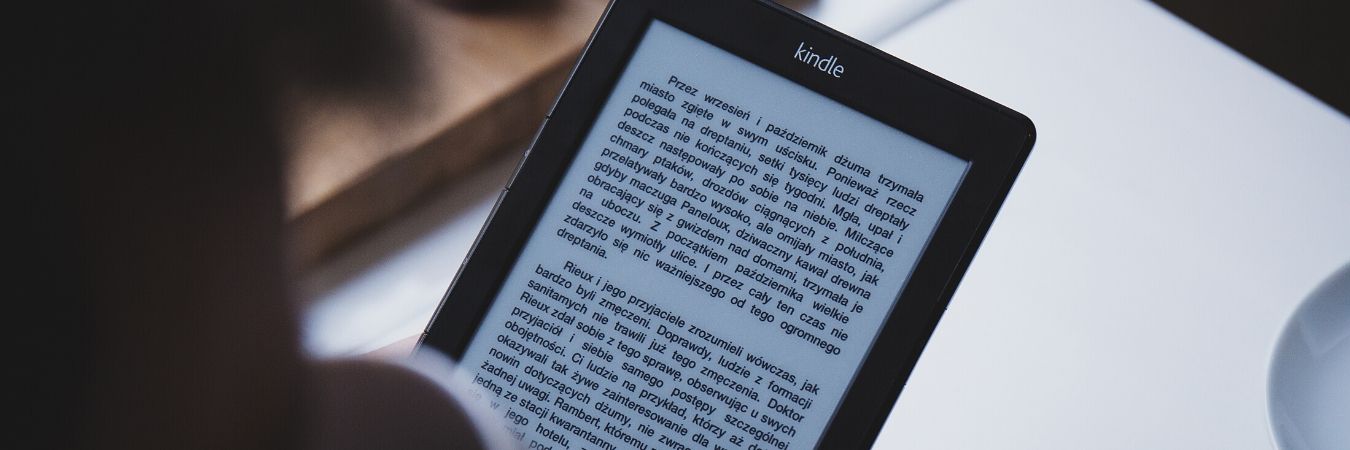 kindle
Przez wrzesień i październik dżuma trzymała
miasto zgięte w swym uścisku. Ponieważ rzecz
polegała na dreptaniu, setki tysięcy ludzi dreptały
podczas nie kończących się tygodni. Mgła, upał i
deszcz następowały po sobie na niebie. Milczące
chmary ptaków, drozdów ciągnących z południa,
przelatywały bardzo wysoko, ale omijały miasto, jak
gdyby maczuga Paneloux, dziwaczny kawał drewna
obracający się z gwizdem nad domami, trzymała je
na uboczu. Z początkiem października wielkie
deszcze wymiotły ulice. I przez cały ten czas nie
zdarzyło się nic ważniejszego od tego ogromnego
dreptania.
Rieux i jego przyjaciele zrozumieli wówczas, jak
bardzo byli zmęczeni. Doprawdy, ludzie z formacji
sanitarnych nie trawili już tego zmęczenia. Doktor
Rieux zdał sobie z tego sprawę, obserwując u swych
przyjaciół i siebie samego postępy szczególnej
obojętności. Ci ludzie na przykład, którzy aż do
okazywali tak żywe zainteresowanie dla
nowin dotyczących dżumy, nie
żadnej uwagi. Rambert, któremu
jedną ze stacji kwarantanny
się w jego hotelu,
miał